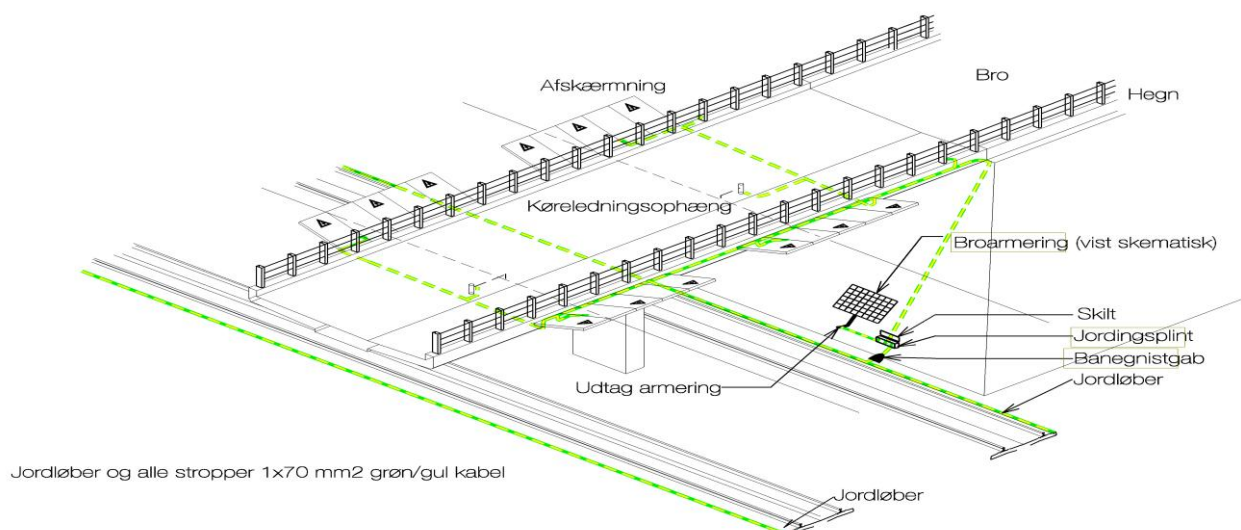 Bro
Afskærmning
Hegn
Køreledningsophæng
Broarmering (vist skematisk)
Skilt
Jordingsplint
Banegnistgab
Udtag armering
Jordløber
Jordløber og alle stropper 1x70 mm2 grøn/gul kabel
Jordløber